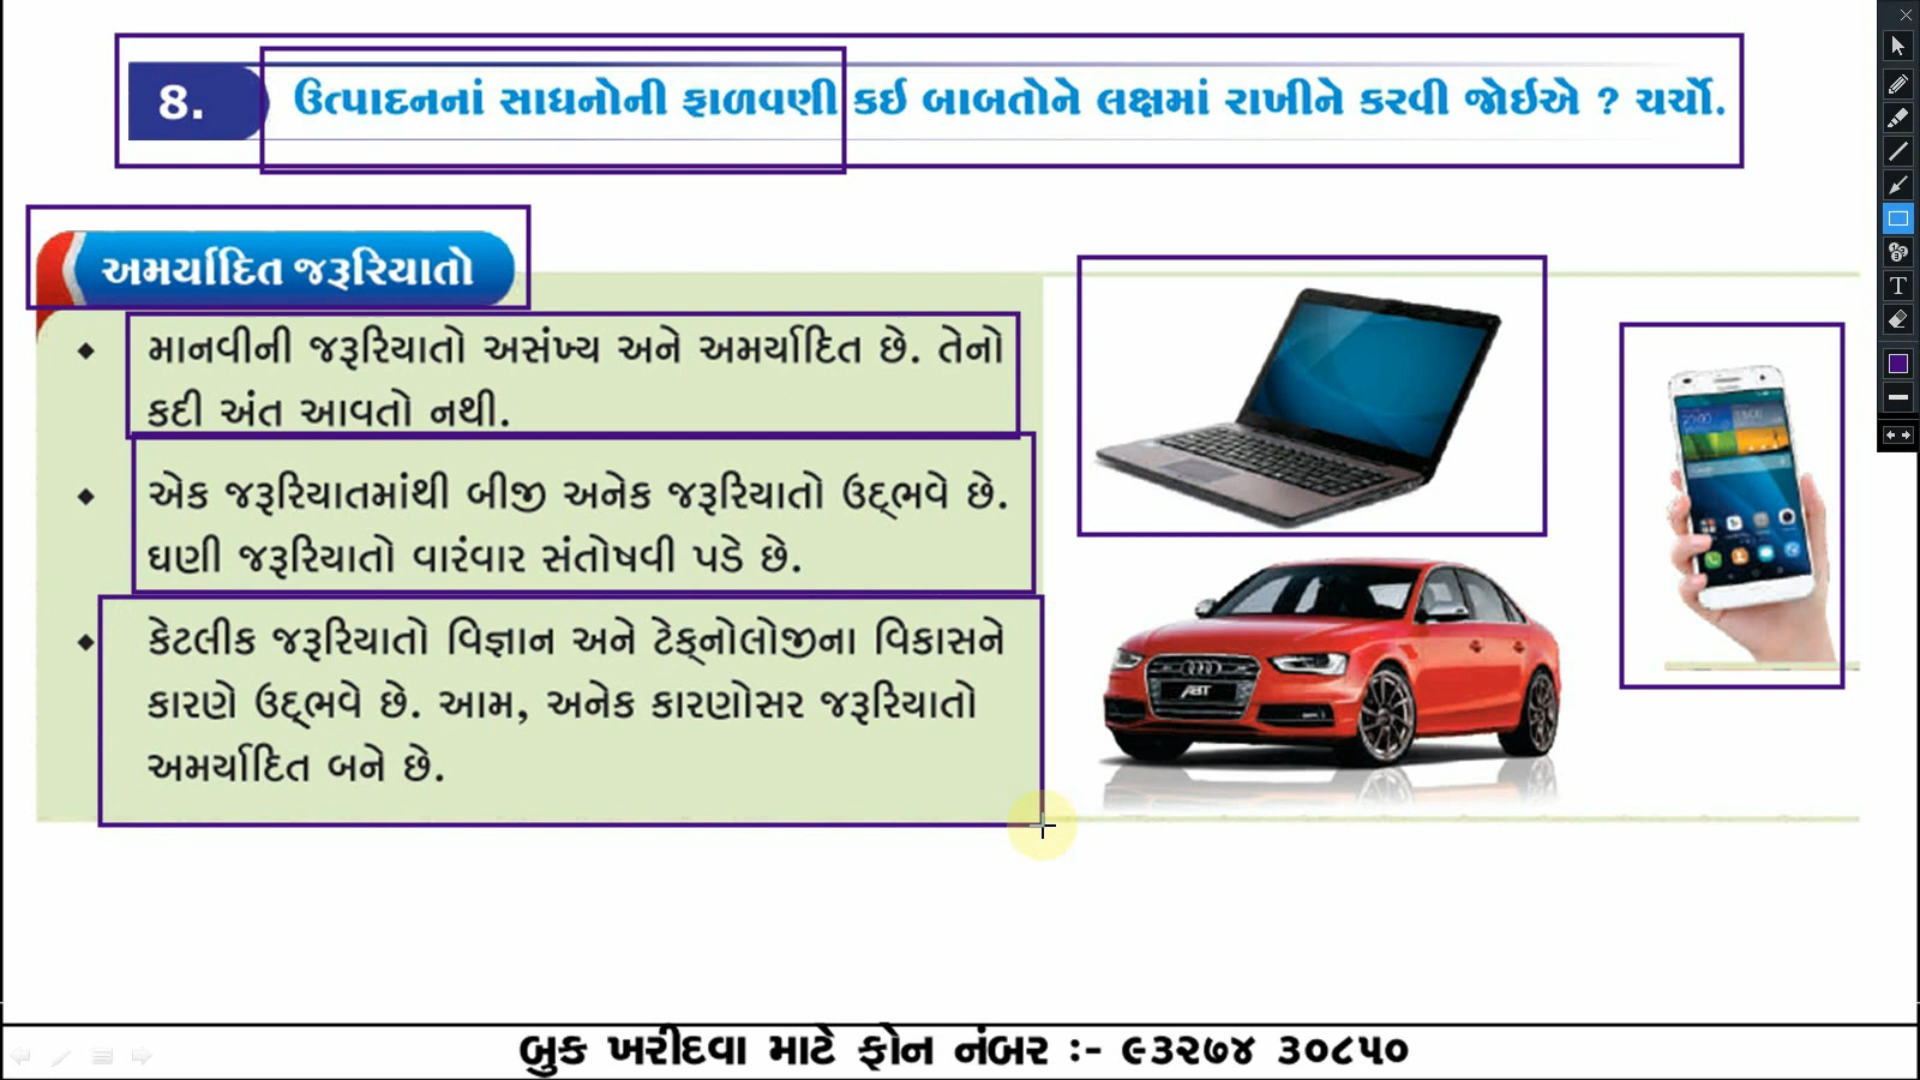 8. ઉત્પાદનનાં સાધનોની ફાળવણી કઈ બાબતોને લક્ષમાં રાખીને કરવી જોઈએ ? ચર્ચો.
અમર્યાદિત જરૂરિયાતો
◆ માનવીની જરૂરિયાતો અસંખ્ય અને અમર્યાદિત છે. તેનો
કદી અંત આવતો નથી.
◆ એક જરૂરિયાતમાંથી બીજી અનેક જરૂરિયાતો ઉદ્ભવે છે.
ઘણી જરૂરિયાતો વારંવાર સંતોષવી પડે છે.
◆ કેટલીક જરૂરિયાતો વિજ્ઞાન અને ટેક્નોલોજીના વિકાસને
કારણે ઉદ્ભવે છે. આમ, અનેક કારણોસર જરૂરિયાતો
અમર્યાદિત બને છે.
ABT
બુક ખરીદવા માટે ફોન નંબર :- ૯૩૨૭૪ ૩૦૮૫૦